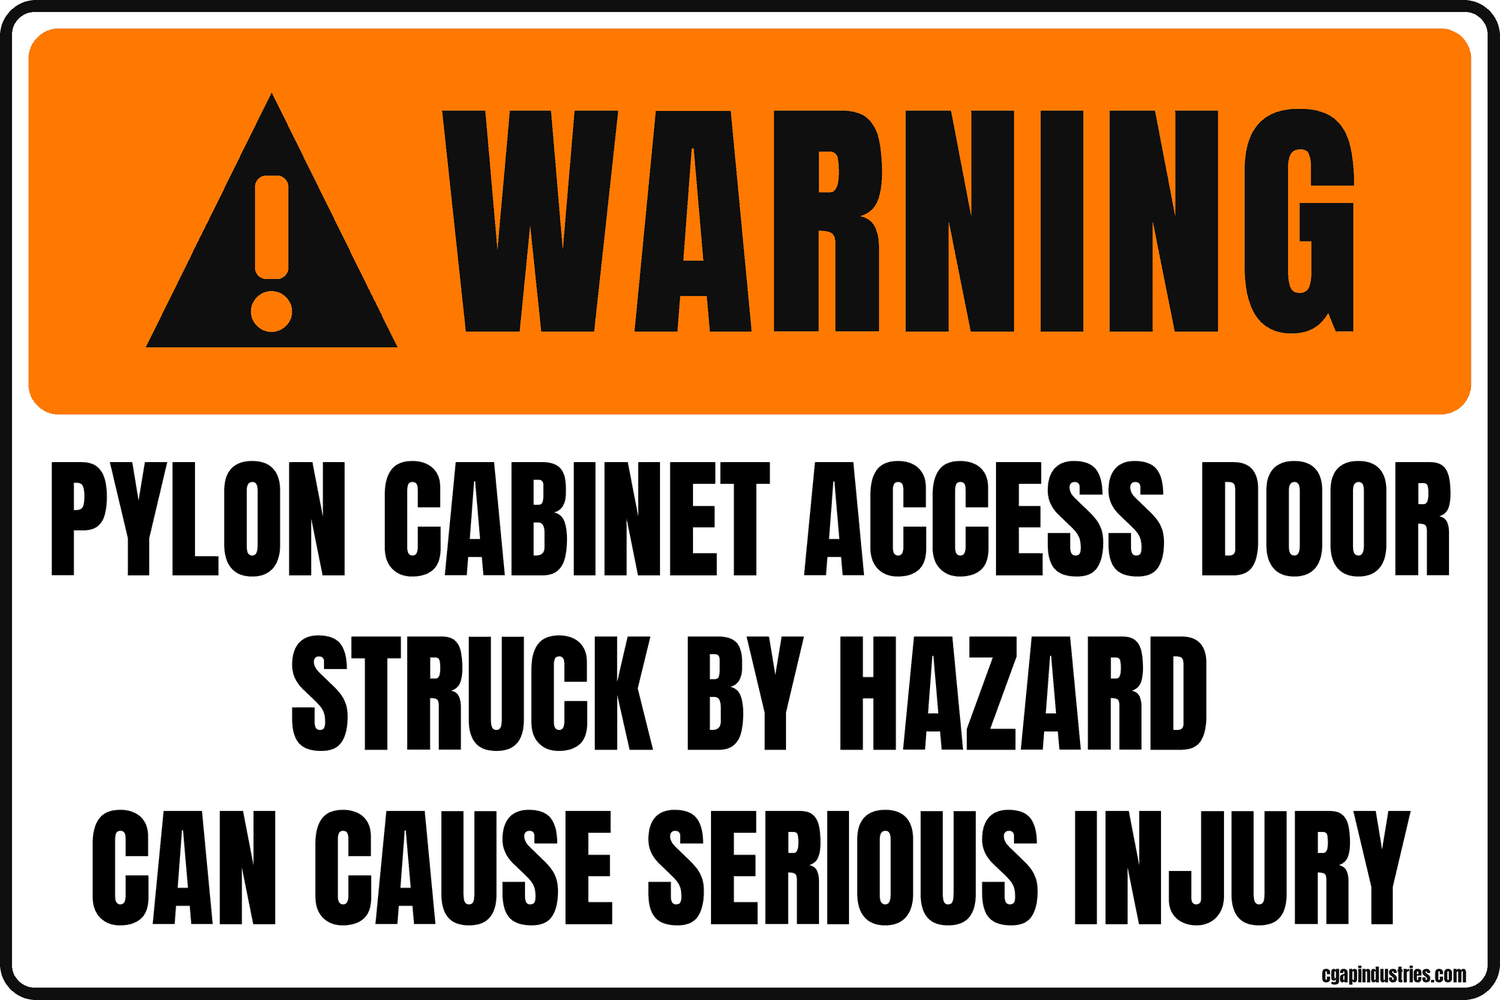 WARNING
PYLON CABINET ACCESS DOOR
STRUCK BY HAZARD
CAN CAUSE SERIOUS INJURY
cgapindustries.com